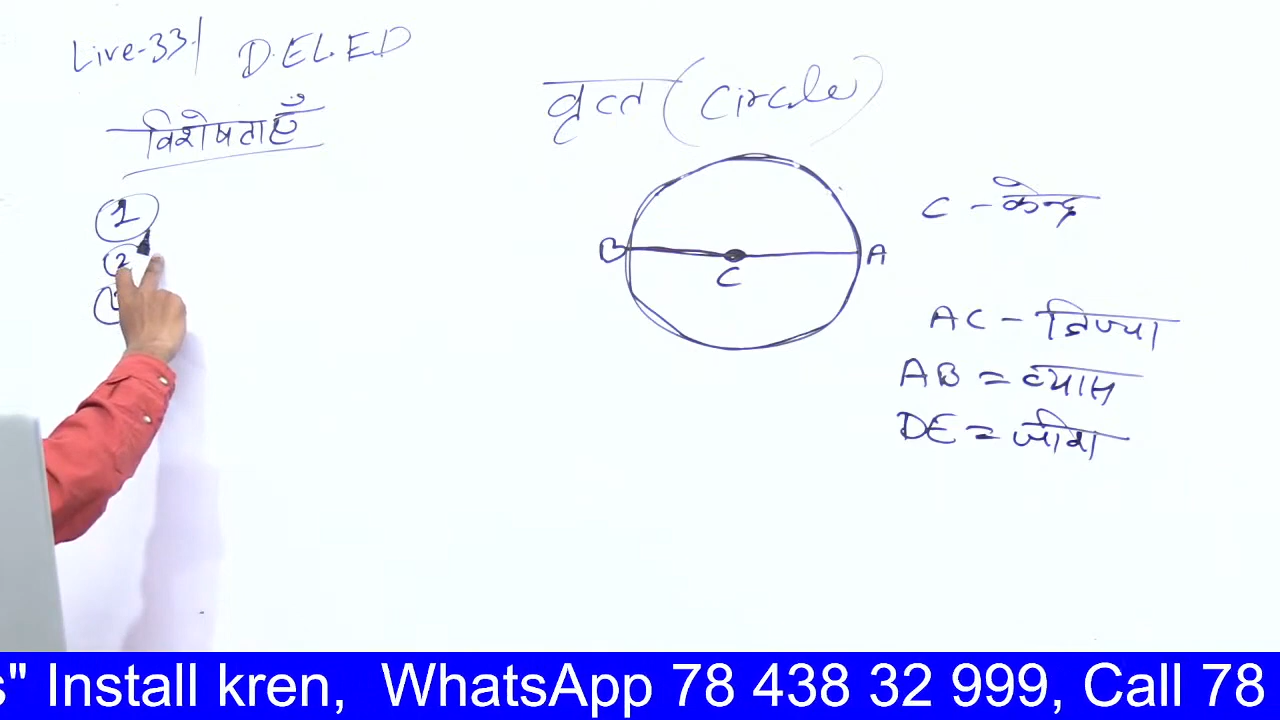 Live-33 D.EL.ED
विशेषताएँ
1
2
वृत्त (Circle)
B
C
A
C - केन्द्र
AC - त्रिज्या
AB = व्यास
DE = जीवा
s" Install kren, WhatsApp 78 438 32 999, Call 78